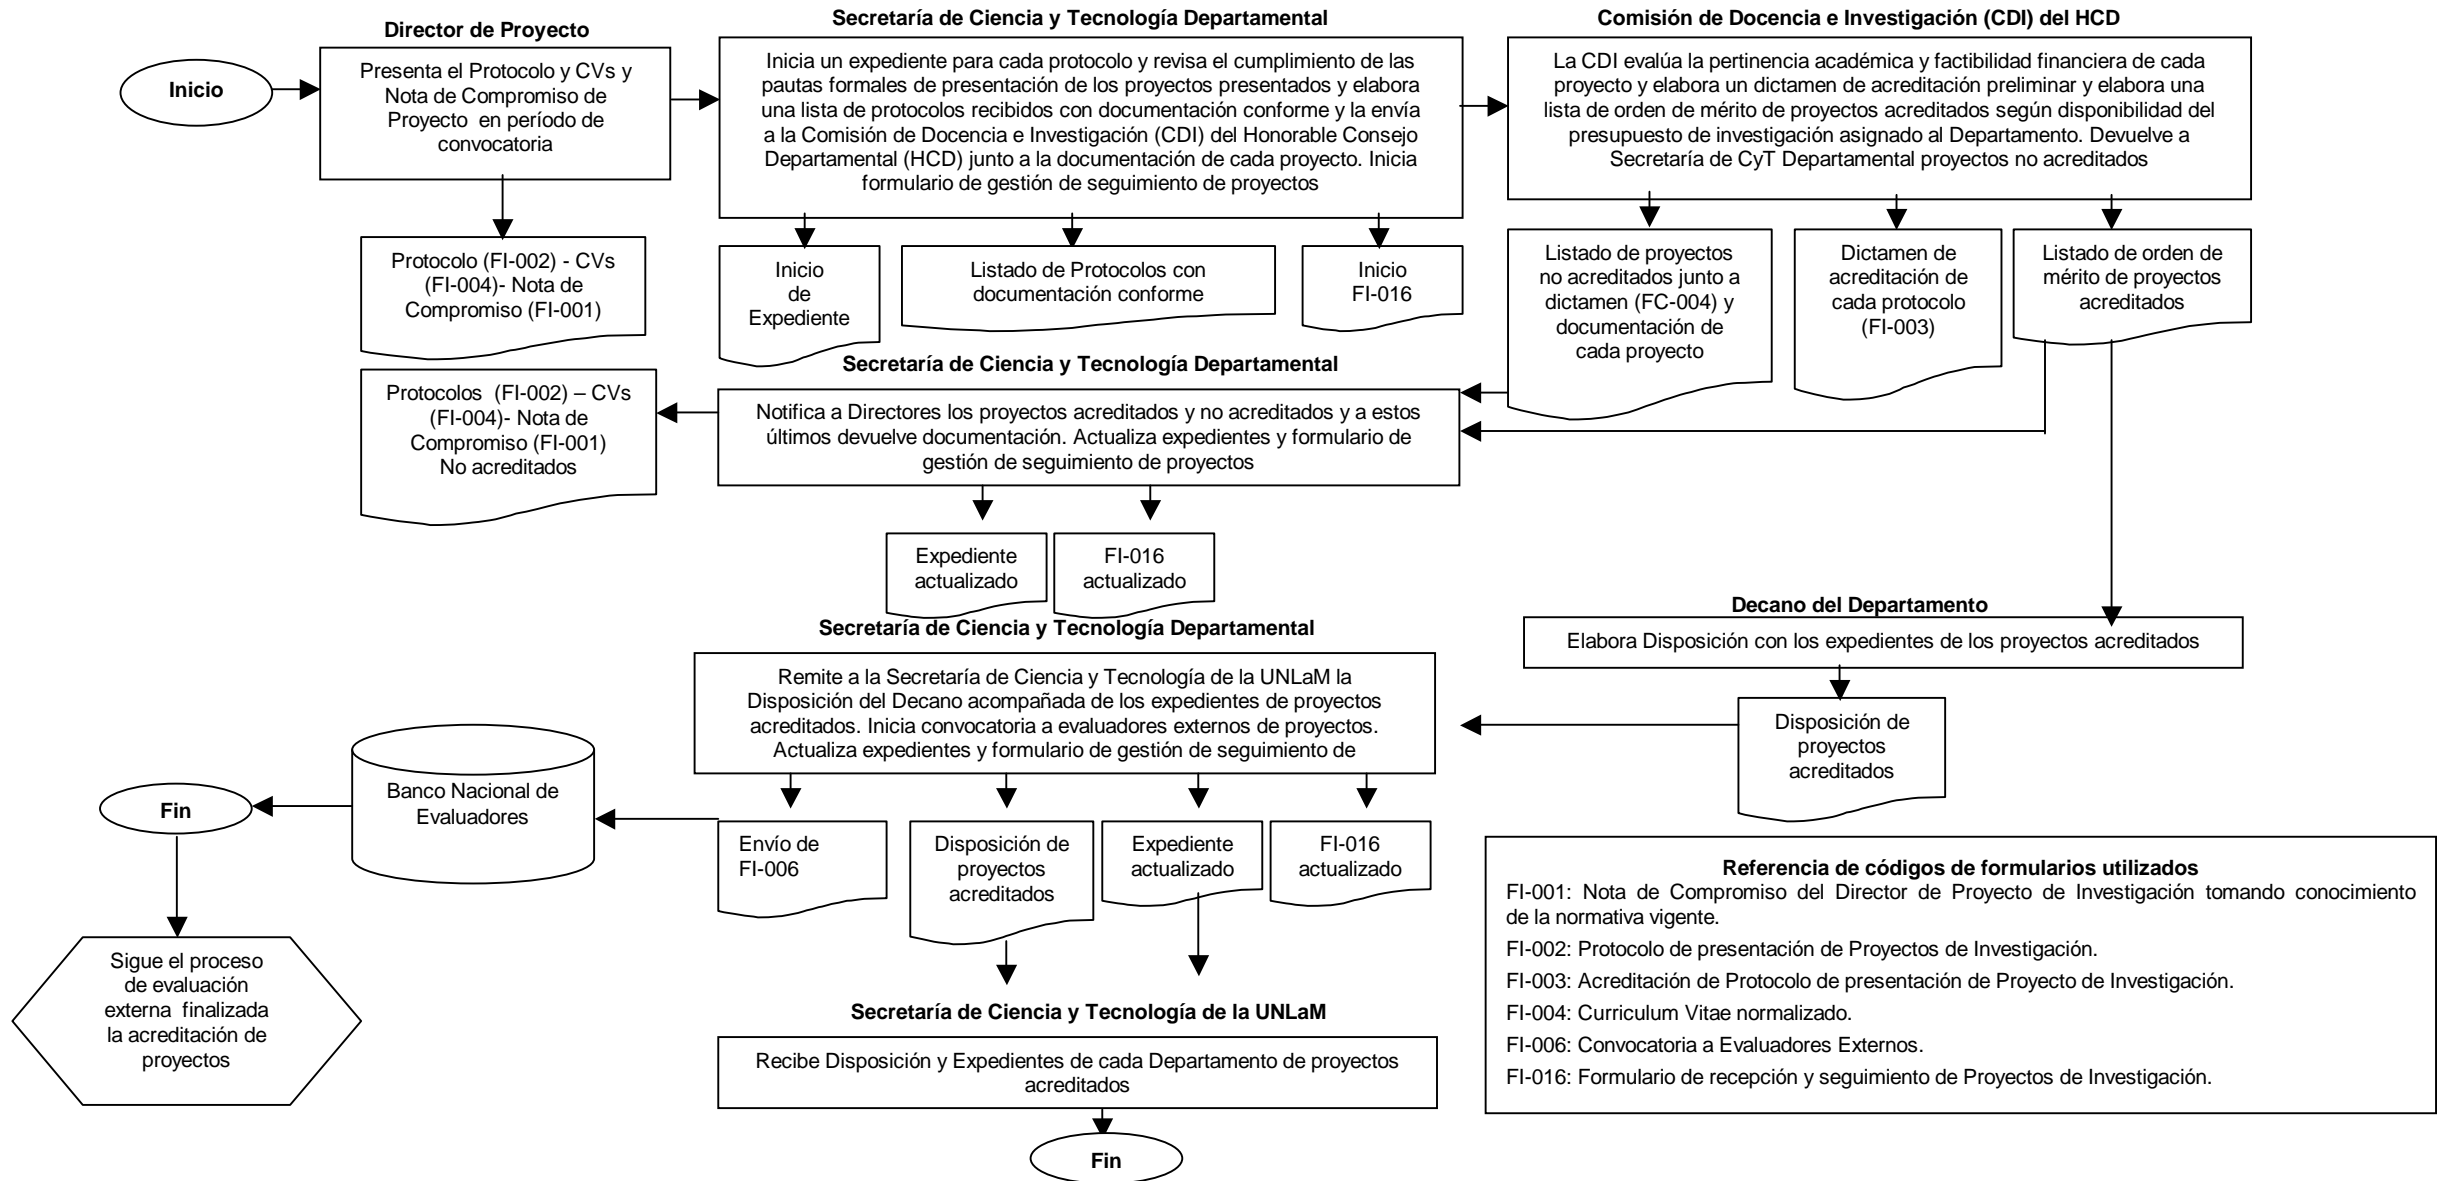 Director de Proyecto
Inicio
Presenta el Protocolo y CVs y
Nota de Compromiso de
Proyecto en período de
convocatoria
Protocolo (FI-002) - CVs
(FI-004)- Nota de
Compromiso (FI-001)
Secretaría de Ciencia y Tecnología Departamental
Inicia un expediente para cada protocolo y revisa el cumplimiento de las
pautas formales de presentación de los proyectos presentados y elabora
una lista de protocolos recibidos con documentación conforme y la envía
a la Comisión de Docencia e Investigación (CDI) del Honorable Consejo
Departamental (HCD) junto a la documentación de cada proyecto. Inicia
formulario de gestión de seguimiento de proyectos
Inicio
de
Expediente
Listado de Protocolos con
documentación conforme
Inicio
FI-016
Comisión de Docencia e Investigación (CDI) del HCD
La CDI evalúa la pertinencia académica y factibilidad financiera de cada
proyecto y elabora un dictamen de acreditación preliminar y elabora una
lista de orden de mérito de proyectos acreditados según disponibilidad del
presupuesto de investigación asignado al Departamento. Devuelve a
Secretaría de CyT Departamental proyectos no acreditados
Listado de proyectos
no acreditados junto a
dictamen (FC-004) y
documentación de
cada proyecto
Dictamen de
acreditación de
cada protocolo
(FI-003)
Listado de orden de
mérito de proyectos
acreditados
Secretaría de Ciencia y Tecnología Departamental
Notifica a Directores los proyectos acreditados y no acreditados y a estos
últimos devuelve documentación. Actualiza expedientes y formulario de
gestión de seguimiento de proyectos
Protocolos (FI-002) – CVs
(FI-004)- Nota de
Compromiso (FI-001)
No acreditados
Expediente
actualizado
FI-016
actualizado
Decano del Departamento
Elabora Disposición con los expedientes de los proyectos acreditados
Disposición de
proyectos
acreditados
Secretaría de Ciencia y Tecnología Departamental
Remite a la Secretaría de Ciencia y Tecnología de la UNLaM la
Disposición del Decano acompañada de los expedientes de proyectos
acreditados. Inicia convocatoria a evaluadores externos de proyectos.
Actualiza expedientes y formulario de gestión de seguimiento de
Envío de
FI-006
Disposición de
proyectos
acreditados
Expediente
actualizado
FI-016
actualizado
Banco Nacional de
Evaluadores
Fin
Sigue el proceso
de evaluación
externa finalizada
la acreditación de
proyectos
Secretaría de Ciencia y Tecnología de la UNLaM
Recibe Disposición y Expedientes de cada Departamento de proyectos
acreditados
Fin
Referencia de códigos de formularios utilizados
FI-001: Nota de Compromiso del Director de Proyecto de Investigación tomando conocimiento
de la normativa vigente.
FI-002: Protocolo de presentación de Proyectos de Investigación.
FI-003: Acreditación de Protocolo de presentación de Proyecto de Investigación.
FI-004: Curriculum Vitae normalizado.
FI-006: Convocatoria a Evaluadores Externos.
FI-016: Formulario de recepción y seguimiento de Proyectos de Investigación.